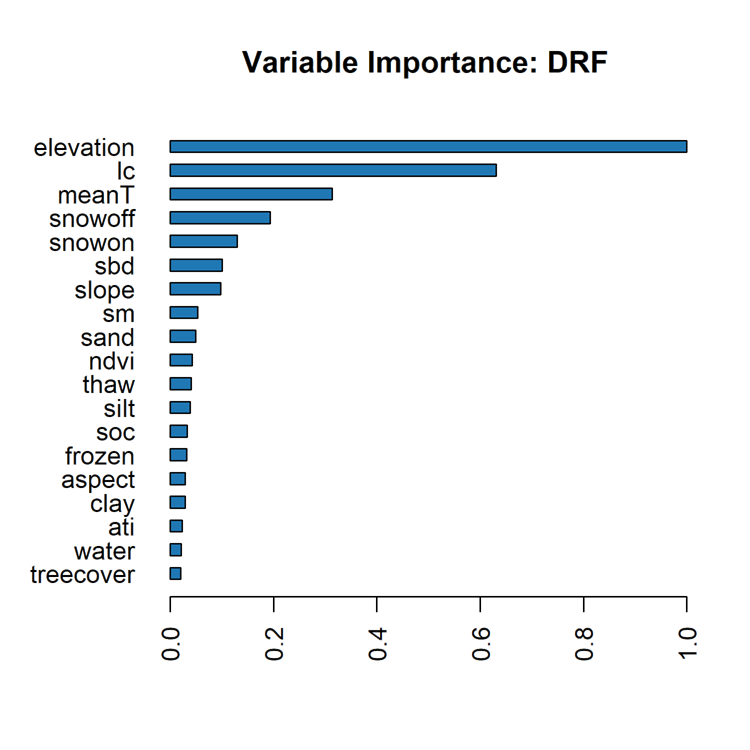 Variable Importance: DRF
elevation
lc
meanT
snowoff
snowon
sbd
slope
sm
sand
ndvi
thaw
silt
soc
frozen
aspect
clay
ati
water
treecover
0.0 0.2 0.4 0.6 0.8 1.0